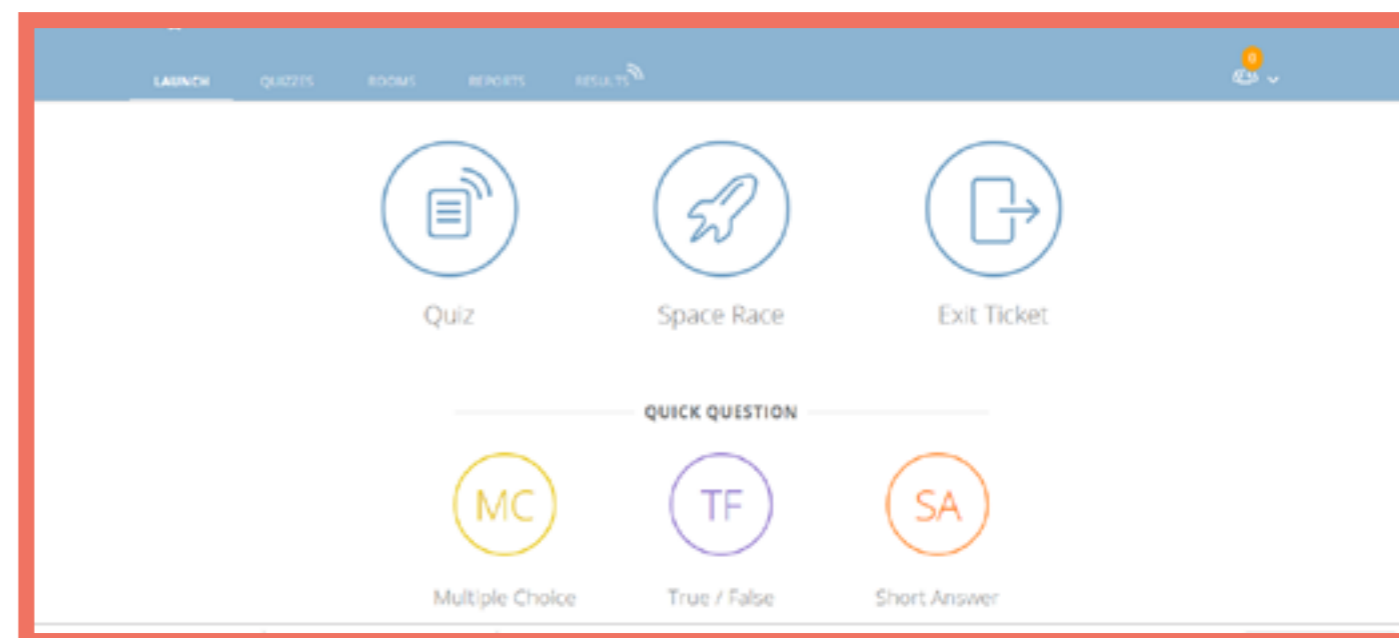 LAUNCH QUIZZES ROOMS REPORTS RESULTS 0
Quiz Space Race Exit Ticket
QUICK QUESTION
MC TF SA
Multiple Choice True / False Short Answer